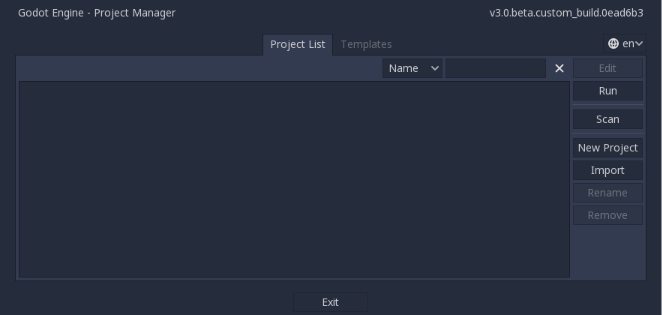 Godot Engine - Project Manager
v3.0.beta.custom_build.0ead6b3
Project List
Templates
en
Name
Edit
Run
Scan
New Project
Import
Rename
Remove
Exit